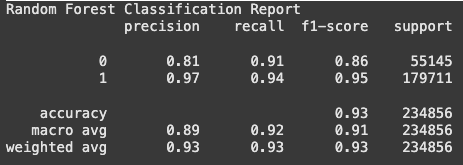 Random Forest Classification Report
precision recall f1-score support
0 0.81 0.91 0.86 55145
1 0.97 0.94 0.95 179711
accuracy 0.93 234856
macro avg 0.89 0.92 0.91 234856
weighted avg 0.93 0.93 0.93 234856